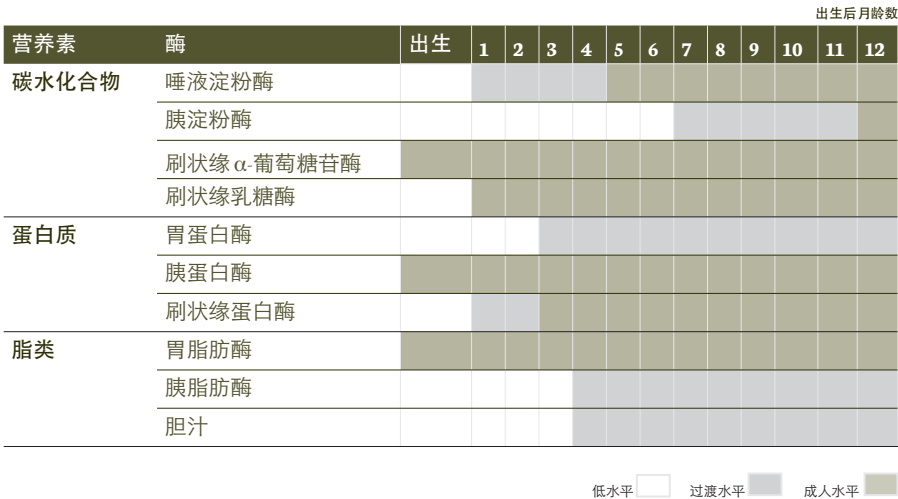 出生后月龄数
营养素 酶 出生 1 2 3 4 5 6 7 8 9 10 11 12
碳水化合物 唾液淀粉酶
胰淀粉酶
刷状缘 α-葡萄糖苷酶
刷状缘乳糖酶
蛋白质 胃蛋白酶
胰蛋白酶
刷状缘蛋白酶
脂类 胃脂肪酶
胰脂肪酶
胆汁
低水平 过渡水平 成人水平